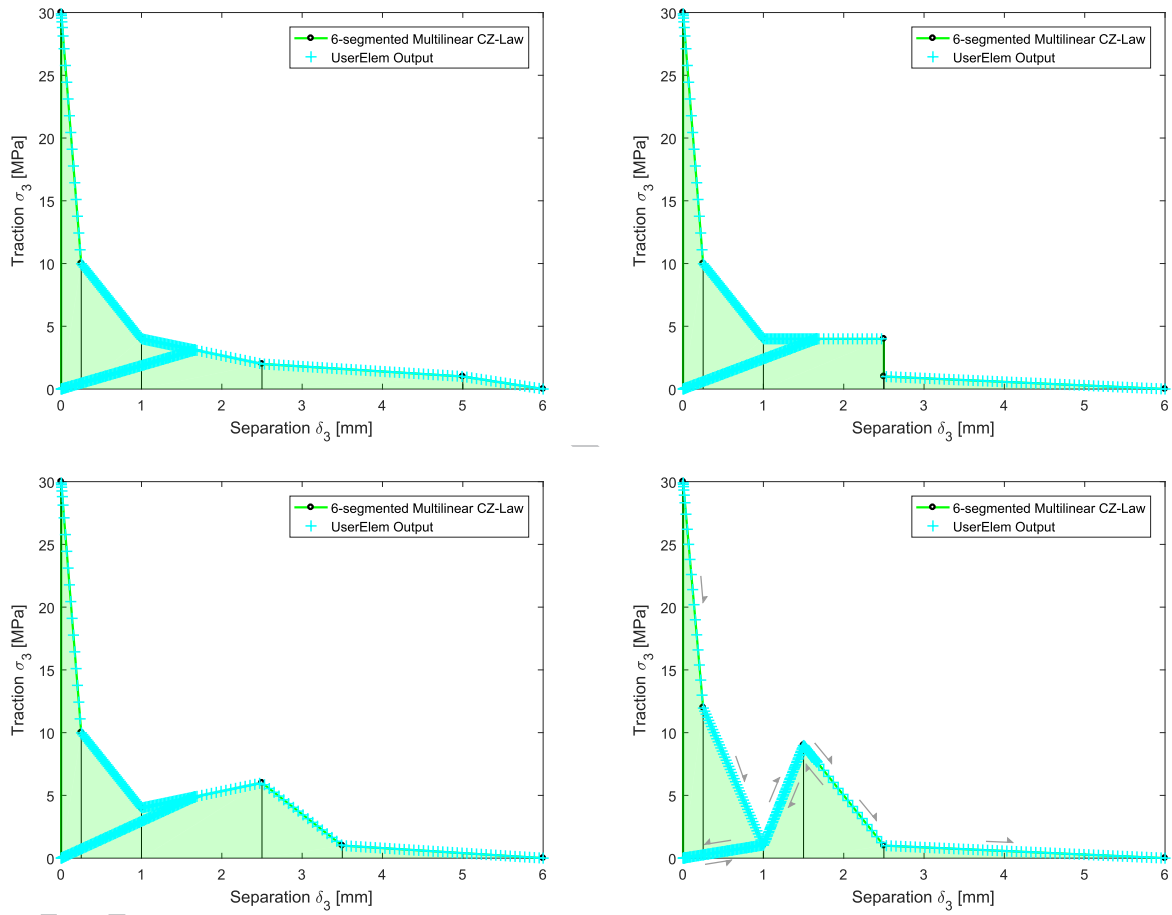 30
25
20
15
10
5
0
Traction σ3 [MPa]
6-segmented Multilinear CZ-Law
UserElem Output
0 1 2 3 4 5 6
Separation δ3 [mm]
30
25
20
15
10
5
0
Traction σ3 [MPa]
6-segmented Multilinear CZ-Law
UserElem Output
0 1 2 3 4 5 6
Separation δ3 [mm]
30
25
20
15
10
5
0
Traction σ3 [MPa]
6-segmented Multilinear CZ-Law
UserElem Output
0 1 2 3 4 5 6
Separation δ3 [mm]
30
25
20
15
10
5
0
Traction σ3 [MPa]
6-segmented Multilinear CZ-Law
UserElem Output
0 1 2 3 4 5 6
Separation δ3 [mm]